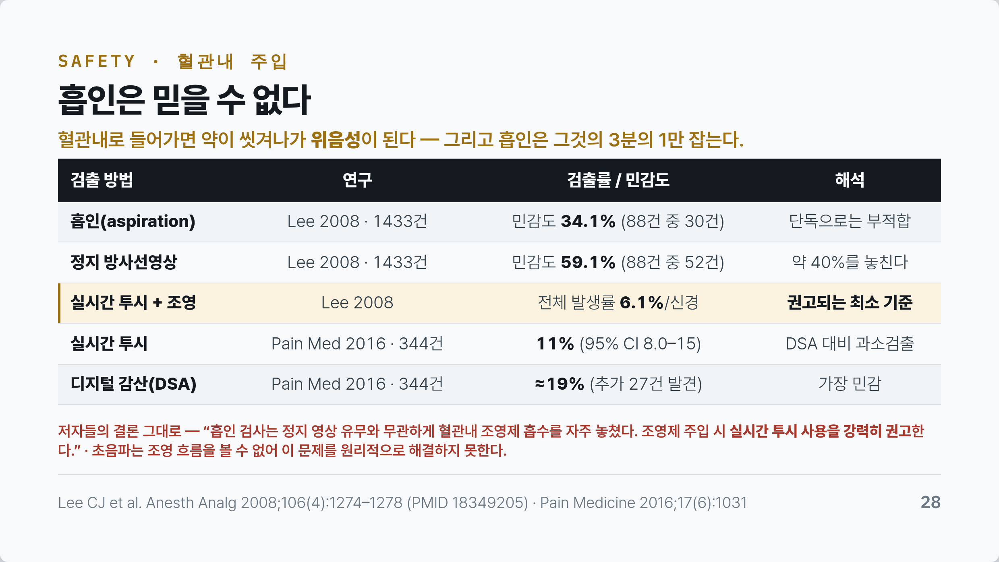 SAFETY · 혈관내 주입
흡인은 믿을 수 없다
혈관내로 들어가면 약이 씻겨나가 위음성이 된다 — 그리고 흡인은 그것의 3분의 1만 잡는다.
검출 방법 연구 검출률 / 민감도 해석
흡인(aspiration) Lee 2008 · 1433건 민감도 34.1% (88건 중 30건) 단독으로는 부적합
정지 방사선영상 Lee 2008 · 1433건 민감도 59.1% (88건 중 52건) 약 40%를 놓친다
실시간 투시 + 조영 Lee 2008 전체 발생률 6.1%/신경 권고되는 최소 기준
실시간 투시 Pain Med 2016 · 344건 11% (95% CI 8.0–15) DSA 대비 과소검출
디지털 감산(DSA) Pain Med 2016 · 344건 ≈19% (추가 27건 발견) 가장 민감
저자들의 결론 그대로 — “흡인 검사는 정지 영상 유무와 무관하게 혈관내 조영제 흡수를 자주 놓쳤다. 조영제 주입 시 실시간 투시 사용을 강력히 권고한
다.” · 초음파는 조영 흐름을 볼 수 없어 이 문제를 원리적으로 해결하지 못한다.
Lee CJ et al. Anesth Analg 2008;106(4):1274–1278 (PMID 18349205) · Pain Medicine 2016;17(6):1031 28